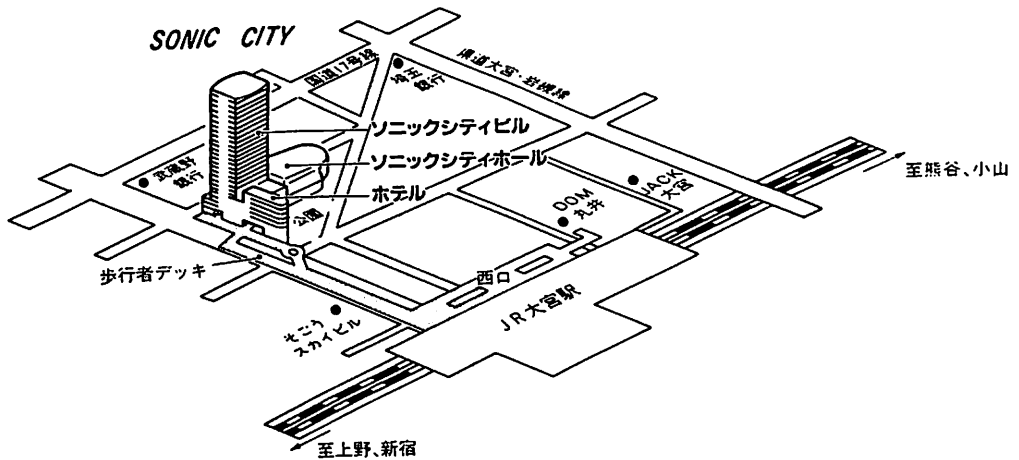 SONIC CITY
国道17号線
埼玉
銀行
県道大宮・岩槻線
ソニックシティビル
ソニックシティホール
ホテル
武蔵野
銀行
公園
JACK
大宮
至熊谷、小山
DOM
丸井
歩行者デッキ
西口
JR大宮駅
そごう
スカイビル
至上野、新宿